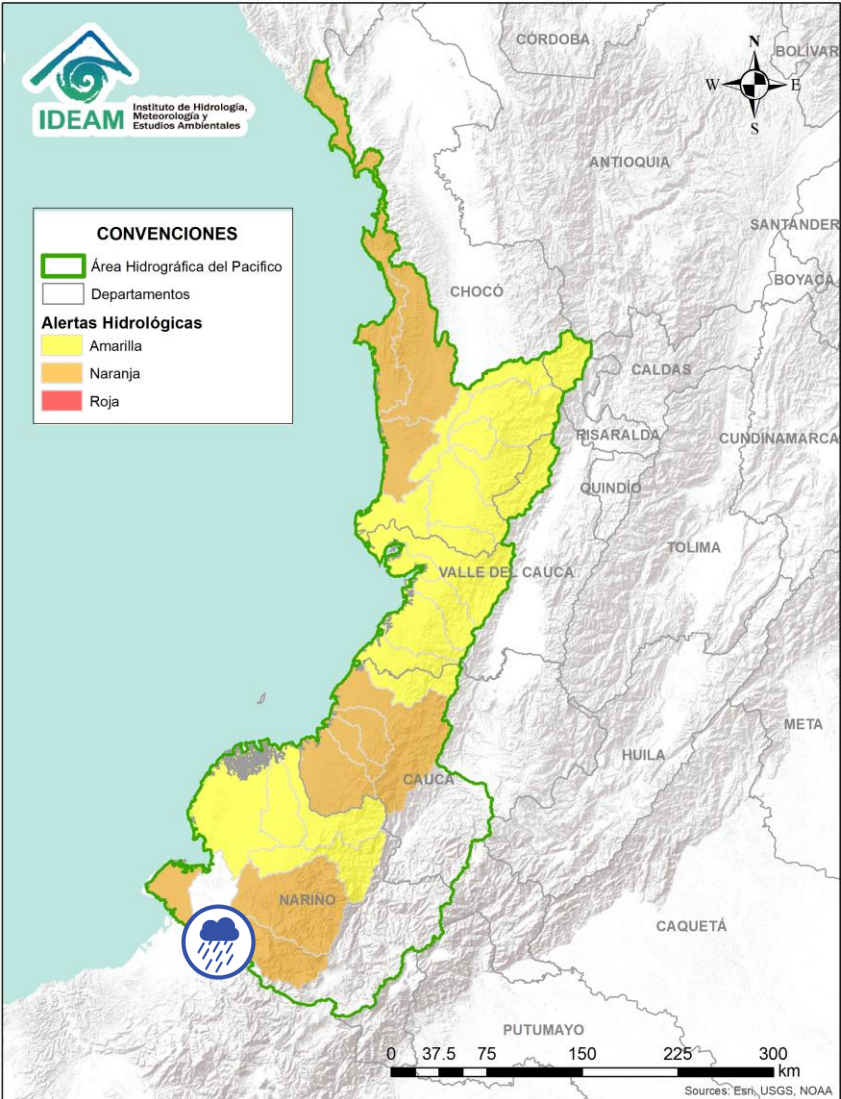 IDEAM
Instituto de Hidrología,
Meteorología y
Estudios Ambientales
N
W
E
S
CÓRDOBA
BOLÍVAR
ANTIOQUIA
SANTANDER
BOYACÁ
CHOCÓ
CONVENCIONES
Área Hidrográfica del Pacifico
Departamentos
Alertas Hidrológicas
Amarilla
Naranja
Roja
CALDAS
RISARALDA
CUNDINAMARCA
QUINDÍO
TOLIMA
VALLE DEL CAUCA
META
HUILA
CAUCA
NARIÑO
CAQUETÁ
PUTUMAYO
0 37.5 75 150 225 300
km
Sources: Esri, USGS, NOAA